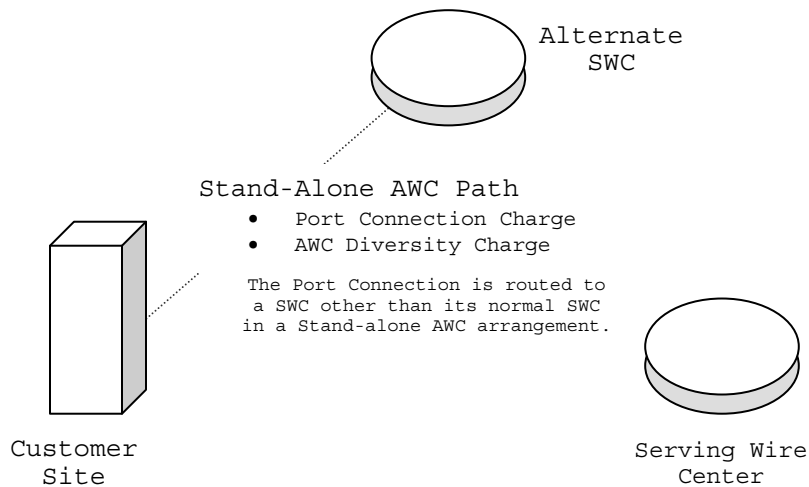 Alternate
SWC
Stand-Alone AWC Path
• Port Connection Charge
• AWC Diversity Charge
The Port Connection is routed to
a SWC other than its normal SWC
in a Stand-alone AWC arrangement.
Customer
Site
Serving Wire
Center